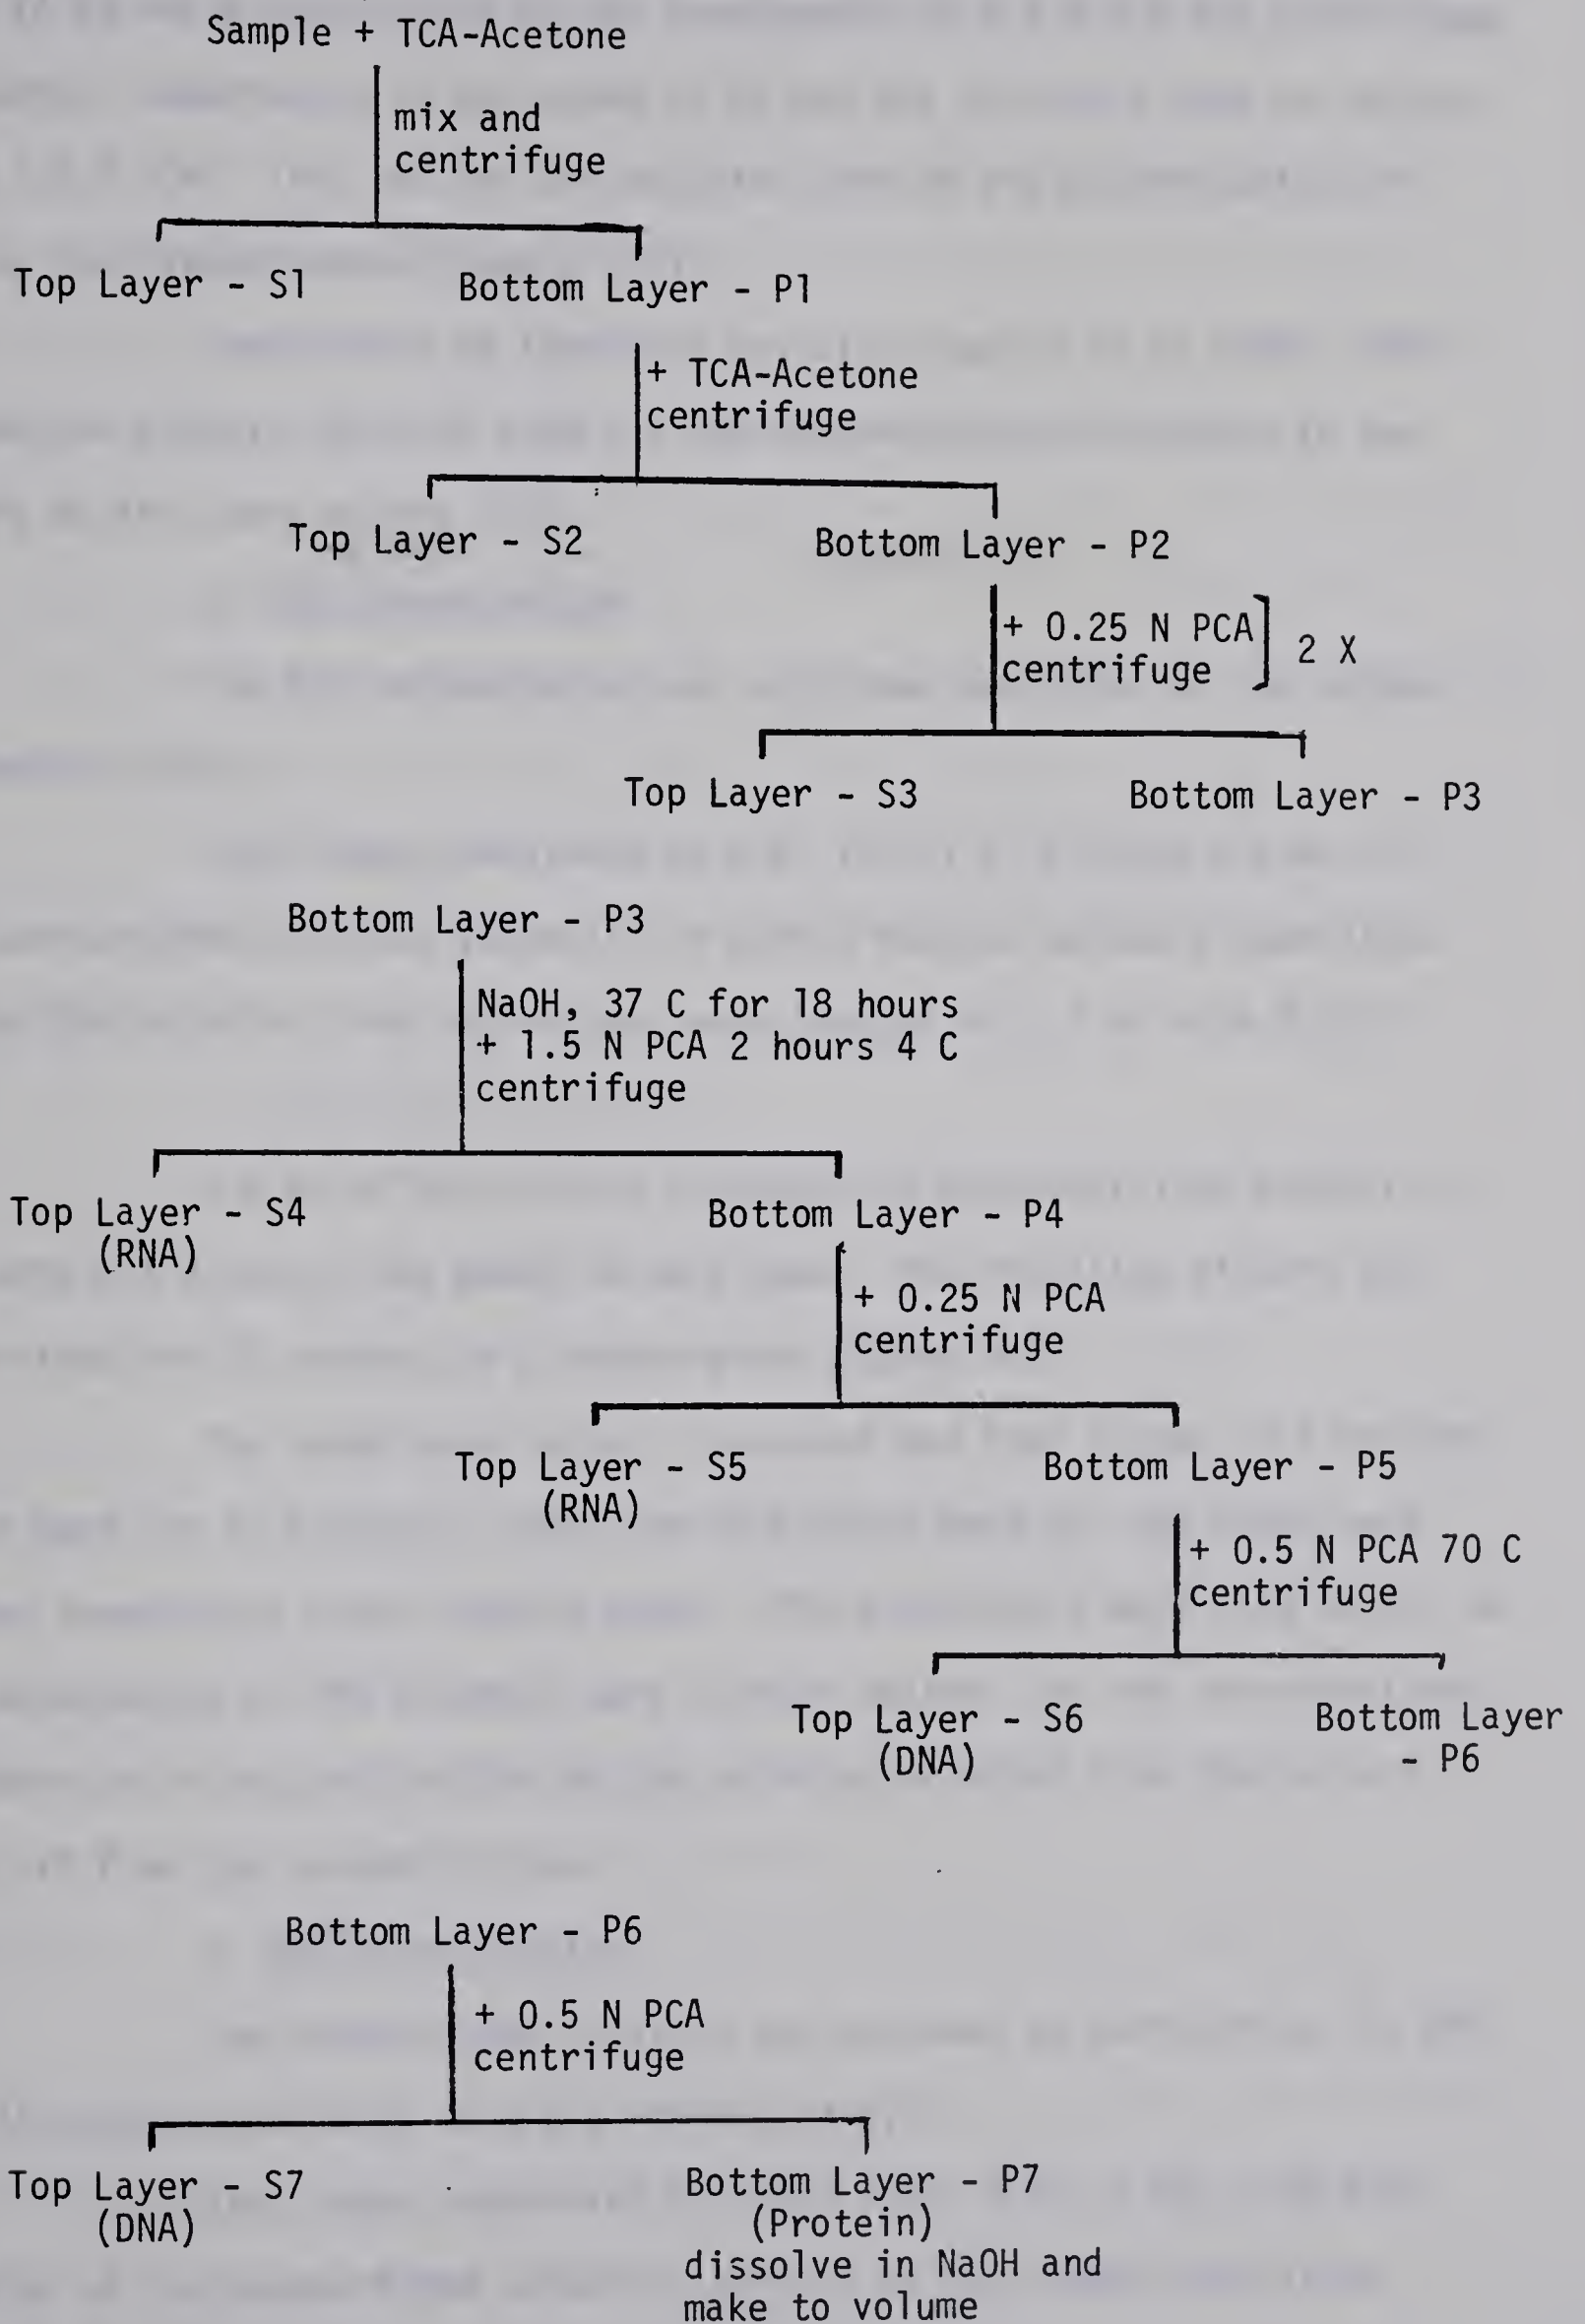 Sample + TCA-Acetone
mix and
centrifuge
Top Layer - S1
Bottom Layer - P1
+ TCA-Acetone
centrifuge
Top Layer - S2
Bottom Layer - P2
+ 0.25 N PCA
centrifuge
2 X
Top Layer - S3
Bottom Layer - P3
Bottom Layer - P3
NaOH, 37 C for 18 hours
+ 1.5 N PCA 2 hours 4 C
centrifuge
Top Layer - S4
(RNA)
Bottom Layer - P4
+ 0.25 N PCA
centrifuge
Top Layer - S5
(RNA)
Bottom Layer - P5
+ 0.5 N PCA 70 C
centrifuge
Top Layer - S6
(DNA)
Bottom Layer
- P6
Bottom Layer - P6
+ 0.5 N PCA
centrifuge
Top Layer - S7
(DNA)
Bottom Layer - P7
(Protein)
dissolve in NaOH and
make to volume